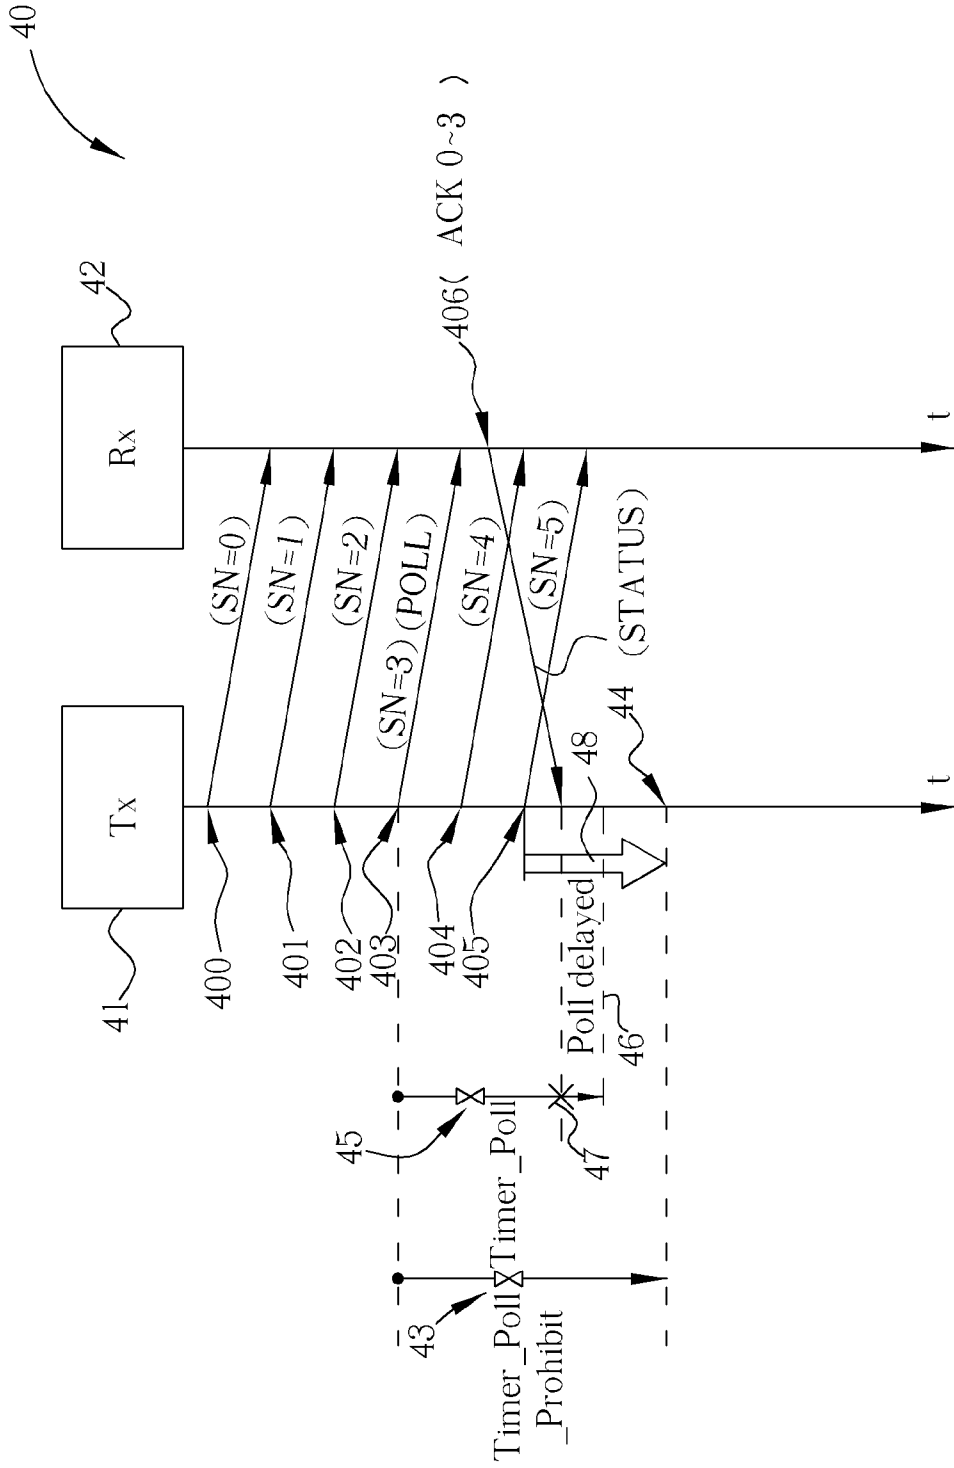 40
Tx
41
Rx
42
400
(SN=0)
401
(SN=1)
402
(SN=2)
403
(SN=3) (POLL)
404
(SN=4)
405
(SN=5)
406( ACK 0~3 )
(STATUS)
44
48
Poll delayed
46
45
Timer_Poll
47
43
Timer_Poll
_Prohibit
t
t